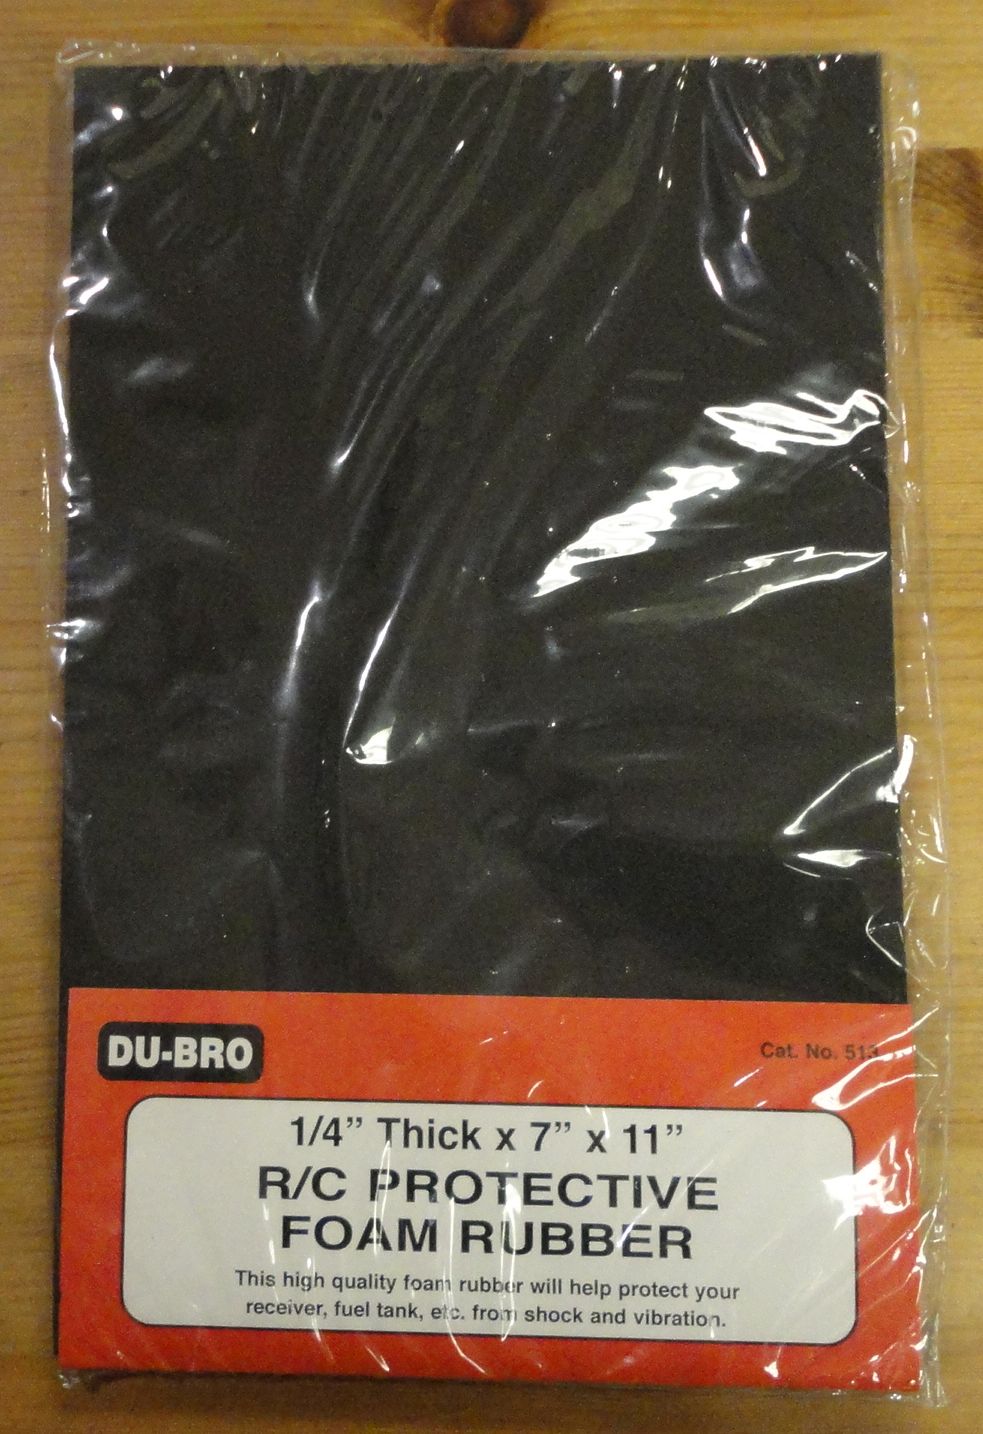 DU-BRO
Cat. No. 513
1/4” Thick x 7” x 11”
R/C PROTECTIVE
FOAM RUBBER
This high quality foam rubber will help protect your
receiver, fuel tank, etc. from shock and vibration.